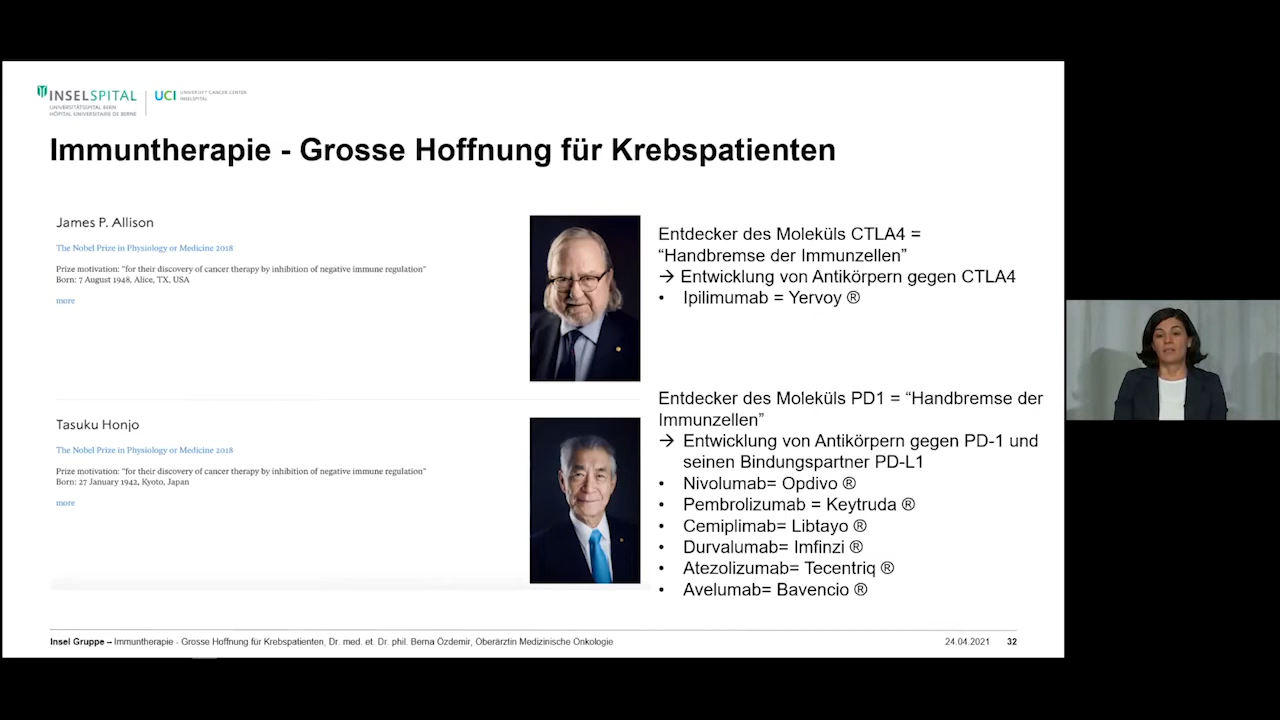 INSELSPITAL
UNIVERSITÄTSSPITAL BERN
HÔPITAL UNIVERSITAIRE DE BERNE
UCI UNIVERSITY CANCER CENTER
INSELSPITAL
Immuntherapie - Grosse Hoffnung für Krebspatienten
James P. Allison
The Nobel Prize in Physiology or Medicine 2018
Prize motivation: "for their discovery of cancer therapy by inhibition of negative immune regulation"
Born: 7 August 1948, Alice, TX, USA
more
Entdecker des Moleküls CTLA4 =
“Handbremse der Immunzellen”
→ Entwicklung von Antikörpern gegen CTLA4
• Ipilimumab = Yervoy ®
Tasuku Honjo
The Nobel Prize in Physiology or Medicine 2018
Prize motivation: "for their discovery of cancer therapy by inhibition of negative immune regulation"
Born: 27 January 1942, Kyoto, Japan
more
Entdecker des Moleküls PD1 = “Handbremse der
Immunzellen”
→ Entwicklung von Antikörpern gegen PD-1 und
seinen Bindungspartner PD-L1
• Nivolumab= Opdivo ®
• Pembrolizumab = Keytruda ®
• Cemiplimab= Libtayo ®
• Durvalumab= Imfinzi ®
• Atezolizumab= Tecentriq ®
• Avelumab= Bavencio ®
Insel Gruppe – Immuntherapie - Grosse Hoffnung für Krebspatienten, Dr. med. et. Dr. phil. Berna Özdemir, Oberärztin Medizinische Onkologie
24.04.2021 32